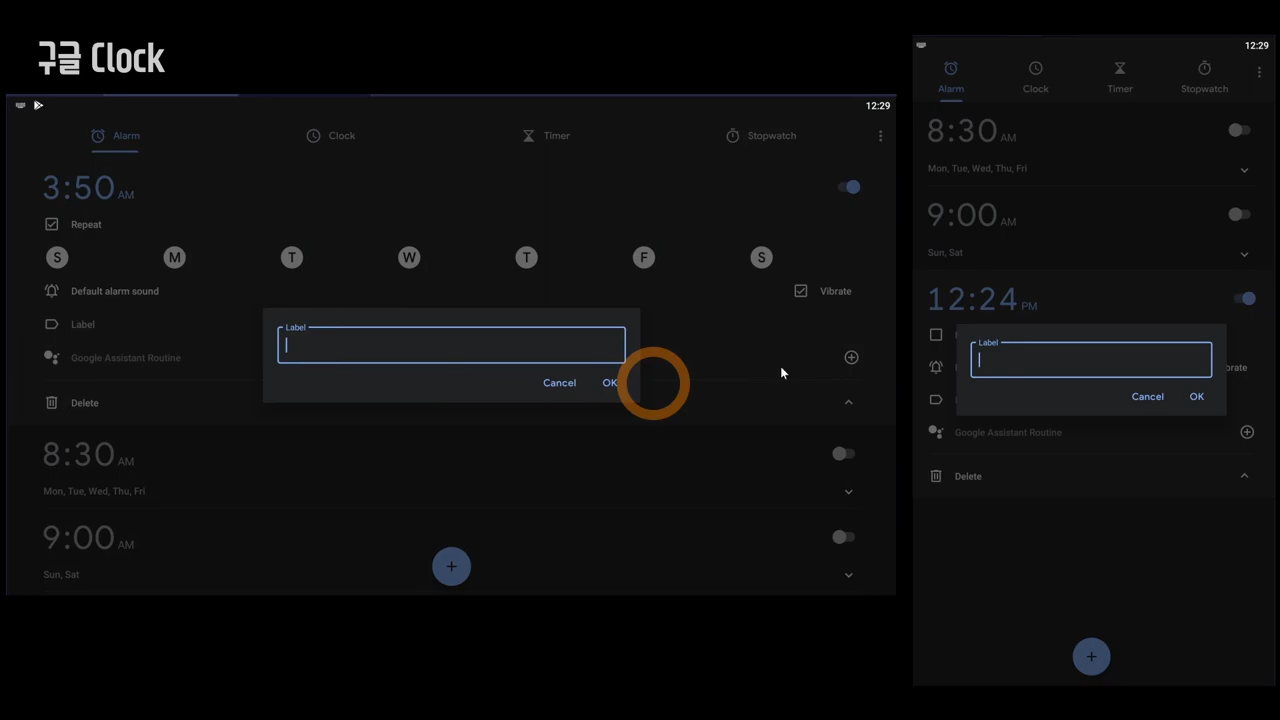 구글 Clock
12:29
Alarm
Clock
Timer
Stopwatch
3:50 AM
Repeat
S M T W T F S
Default alarm sound
Vibrate
Label
Google Assistant Routine
Delete
Label
Cancel OK
8:30 AM
Mon, Tue, Wed, Thu, Fri
9:00 AM
Sun, Sat
12:29
Alarm
Clock
Timer
Stopwatch
8:30 AM
Mon, Tue, Wed, Thu, Fri
9:00 AM
Sun, Sat
12:24 PM
Label
Cancel OK
brate
Google Assistant Routine
Delete